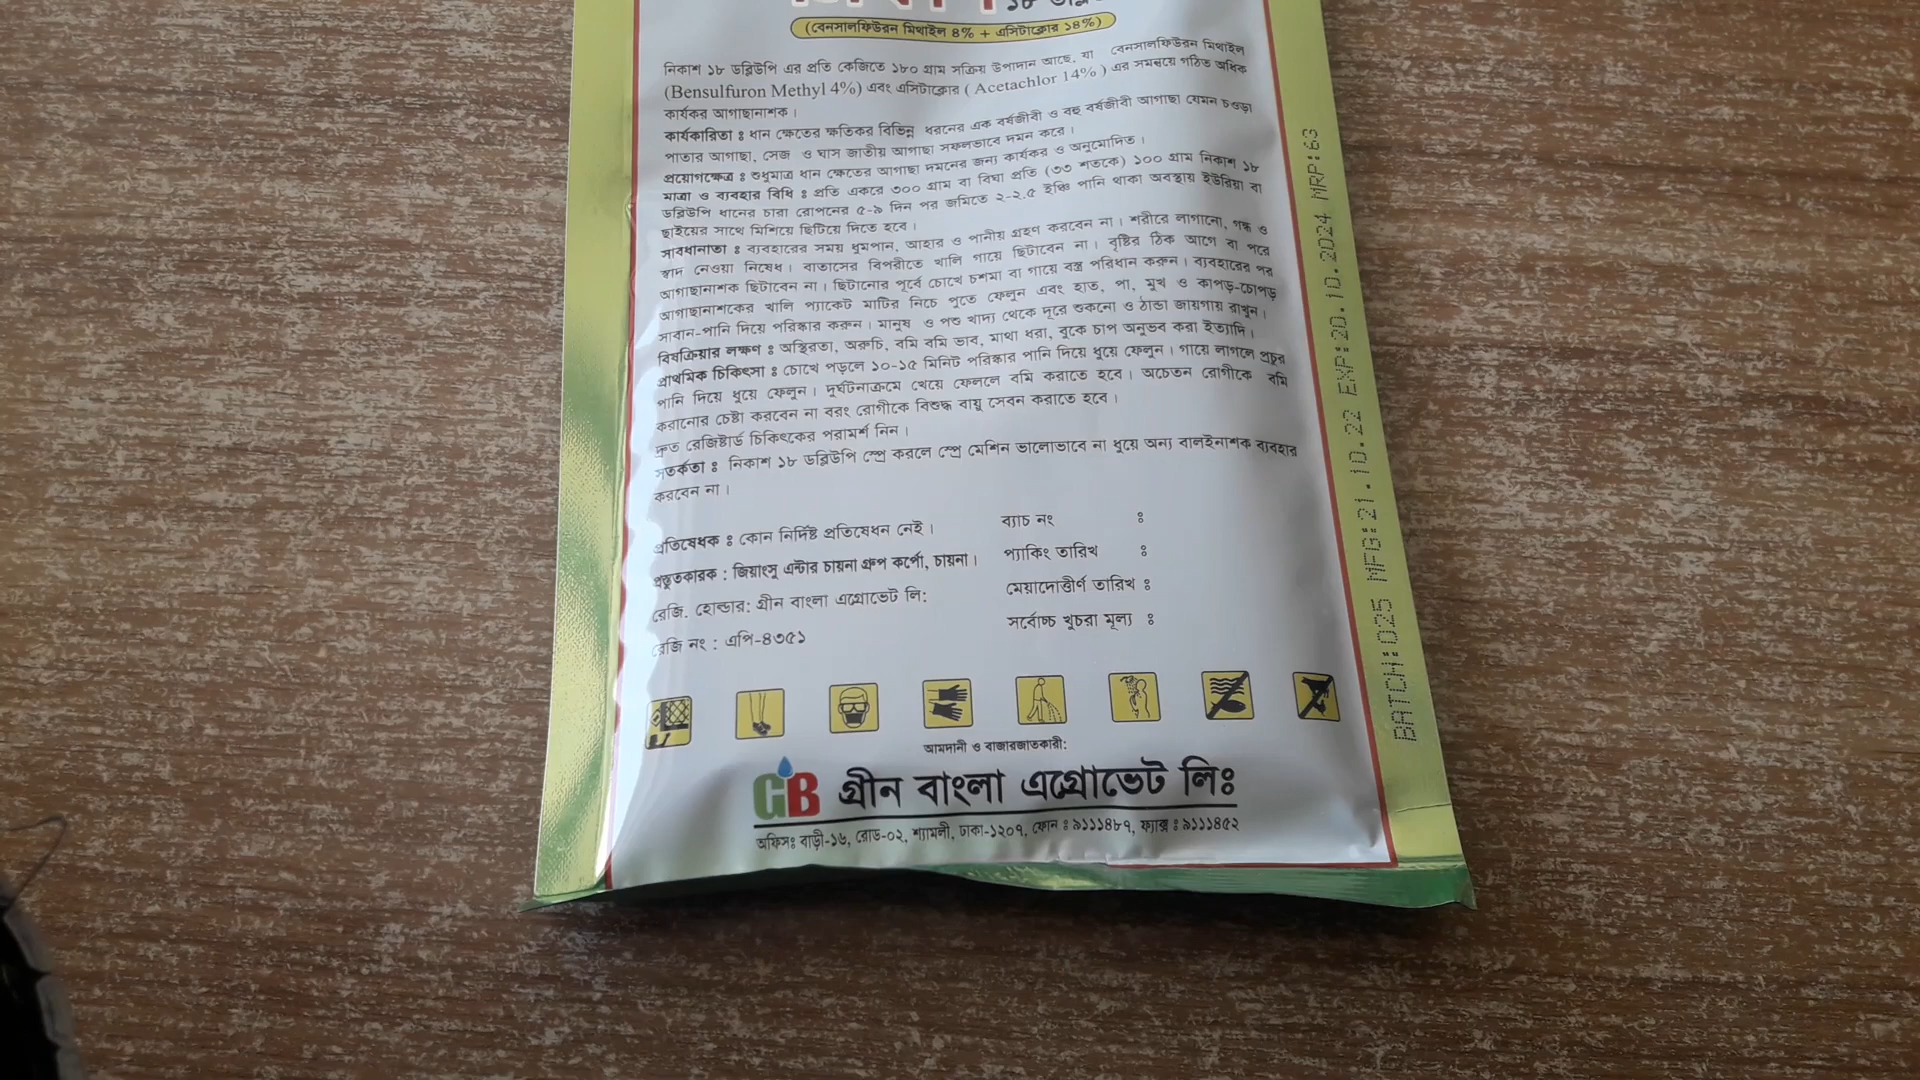 ১৮
(বেনসালফিউরন মিথাইল ৪% + এসিটাক্লোর ১৪%)
নিকাশ ১৮ ডব্লিউপি এর প্রতি কেজিতে ১৮০ গ্রাম সক্রিয় উপাদান আছে, যা বেনসালফিউরন মিথাইল
(Bensulfuron Methyl 4%) এবং এসিটাক্লোর ( Acetachlor 14% ) এর সমন্বয়ে গঠিত অধিক
কার্যকর আগাছানাশক।
কার্যকারিতা ঃ ধান ক্ষেতের ক্ষতিকর বিভিন্ন ধরনের এক বর্ষজীবী ও বহু বর্ষজীবী আগাছা যেমন চওড়া
পাতার আগাছা, সেজ ও ঘাস জাতীয় আগাছা সফলভাবে দমন করে।
প্রয়োগক্ষেত্র ঃ শুধুমাত্র ধান ক্ষেতের আগাছা দমনের জন্য কার্যকর ও অনুমোদিত।
মাত্রা ও ব্যবহার বিধি ঃ প্রতি একরে ৩০০ গ্রাম বা বিঘা প্রতি (৩৩ শতকে) ১০০ গ্রাম নিকাশ ১৮
ডব্লিউপি ধানের চারা রোপনের ৫-৯ দিন পর জমিতে ২-২.৫ ইঞ্চি পানি থাকা অবস্থায় ইউরিয়া বা
ছাইয়ের সাথে মিশিয়ে ছিটিয়ে দিতে হবে।
সাবধানাতা ঃ ব্যবহারের সময় ধুমপান, আহার ও পানীয় গ্রহণ করবেন না। শরীরে লাগানো, গন্ধ ও
স্বাদ নেওয়া নিষেধ। বাতাসের বিপরীতে খালি গায়ে ছিটাবেন না। বৃষ্টির ঠিক আগে বা পরে
আগাছানাশক ছিটাবেন না। ছিটানোর পূর্বে চোখে চশমা বা গায়ে বস্ত্র পরিধান করুন। ব্যবহারের পর
আগাছানাশকের খালি প্যাকেট মাটির নিচে পুতে ফেলুন এবং হাত, পা, মুখ ও কাপড়-চোপড়
সাবান-পানি দিয়ে পরিষ্কার করুন। মানুষ ও পশু খাদ্য থেকে দূরে শুকনো ও ঠান্ডা জায়গায় রাখুন।
বিষক্রিয়ার লক্ষণ ঃ অস্থিরতা, অরুচি, বমি বমি ভাব, মাথা ধরা, বুকে চাপ অনুভব করা ইত্যাদি।
প্রাথমিক চিকিৎসা ঃ চোখে পড়লে ১০-১৫ মিনিট পরিষ্কার পানি দিয়ে ধুয়ে ফেলুন। গায়ে লাগলে প্রচুর
পানি দিয়ে ধুয়ে ফেলুন। দুর্ঘটনাক্রমে খেয়ে ফেললে বমি করাতে হবে। অচেতন রোগীকে বমি
করানোর চেষ্টা করবেন না বরং রোগীকে বিশুদ্ধ বায়ু সেবন করাতে হবে।
দ্রুত রেজিষ্টার্ড চিকিৎকের পরামর্শ নিন।
সতর্কতা ঃ নিকাশ ১৮ ডব্লিউপি স্প্রে করলে স্প্রে মেশিন ভালোভাবে না ধুয়ে অন্য বালইনাশক ব্যবহার
করবেন না।
প্রতিষেধক ঃ কোন নির্দিষ্ট প্রতিষেধন নেই।
প্রস্তুতকারক : জিয়াংসু এন্টার চায়না গ্রুপ কর্পো, চায়না।
রেজি. হোল্ডার: গ্রীন বাংলা এগ্রোভেট লি:
রেজি নং : এপি-৪৩৫১
ব্যাচ নং ঃ
প্যাকিং তারিখ ঃ
মেয়াদোত্তীর্ণ তারিখ ঃ
সর্বোচ্চ খুচরা মূল্য ঃ
আমদানী ও বাজারজাতকারী:
GB গ্রীন বাংলা এগ্রোভেট লিঃ
অফিসঃ বাড়ী-১৬, রোড-০২, শ্যামলী, ঢাকা-১২০৭, ফোন ঃ ৯১১১৪৮৭, ফ্যাক্স ঃ ৯১১১৪৫২
BATCH:025 MFG:21.10.22 EXP:20.10.2024 MRP:63